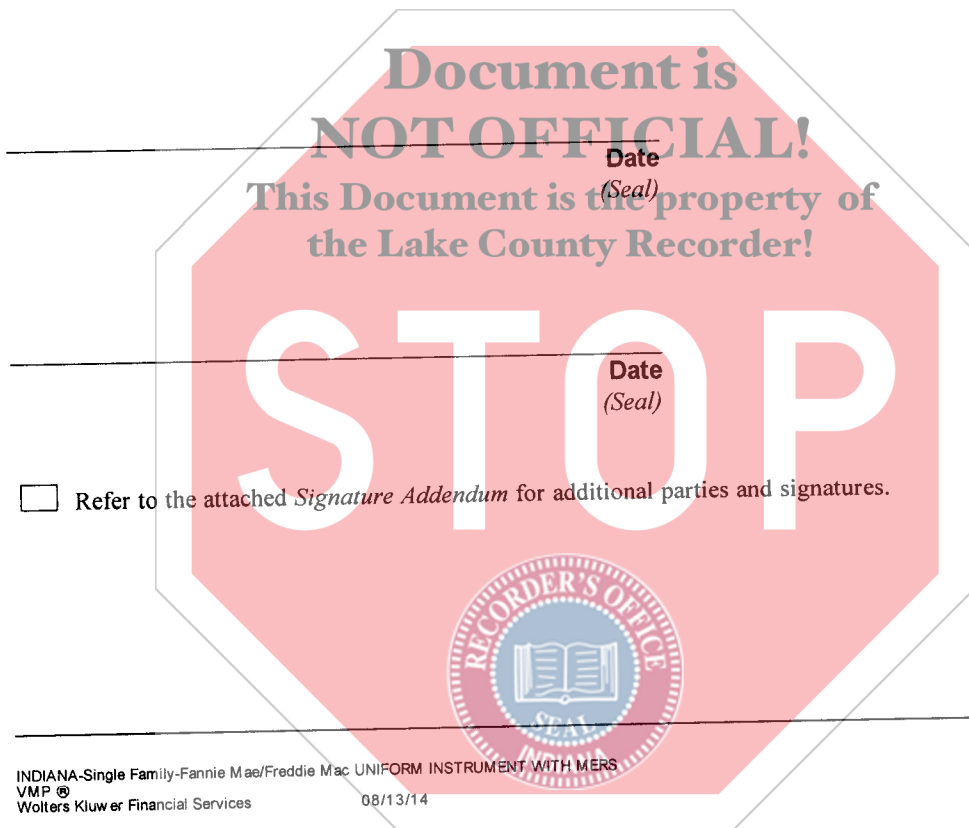 Document is
NOT OFFICIAL!
Date
This Document is the property of
(Seal)
the Lake County Recorder!
STOP
Date
(Seal)
Refer to the attached Signature Addendum for additional parties and signatures.
RECORDER'S OFFICE
SEAL
INDIANA
INDIANA-Single Family-Fannie Mae/Freddie Mac UNIFORM INSTRUMENT WITH MERS
VMP ®
Wolters Kluwer Financial Services 08/13/14